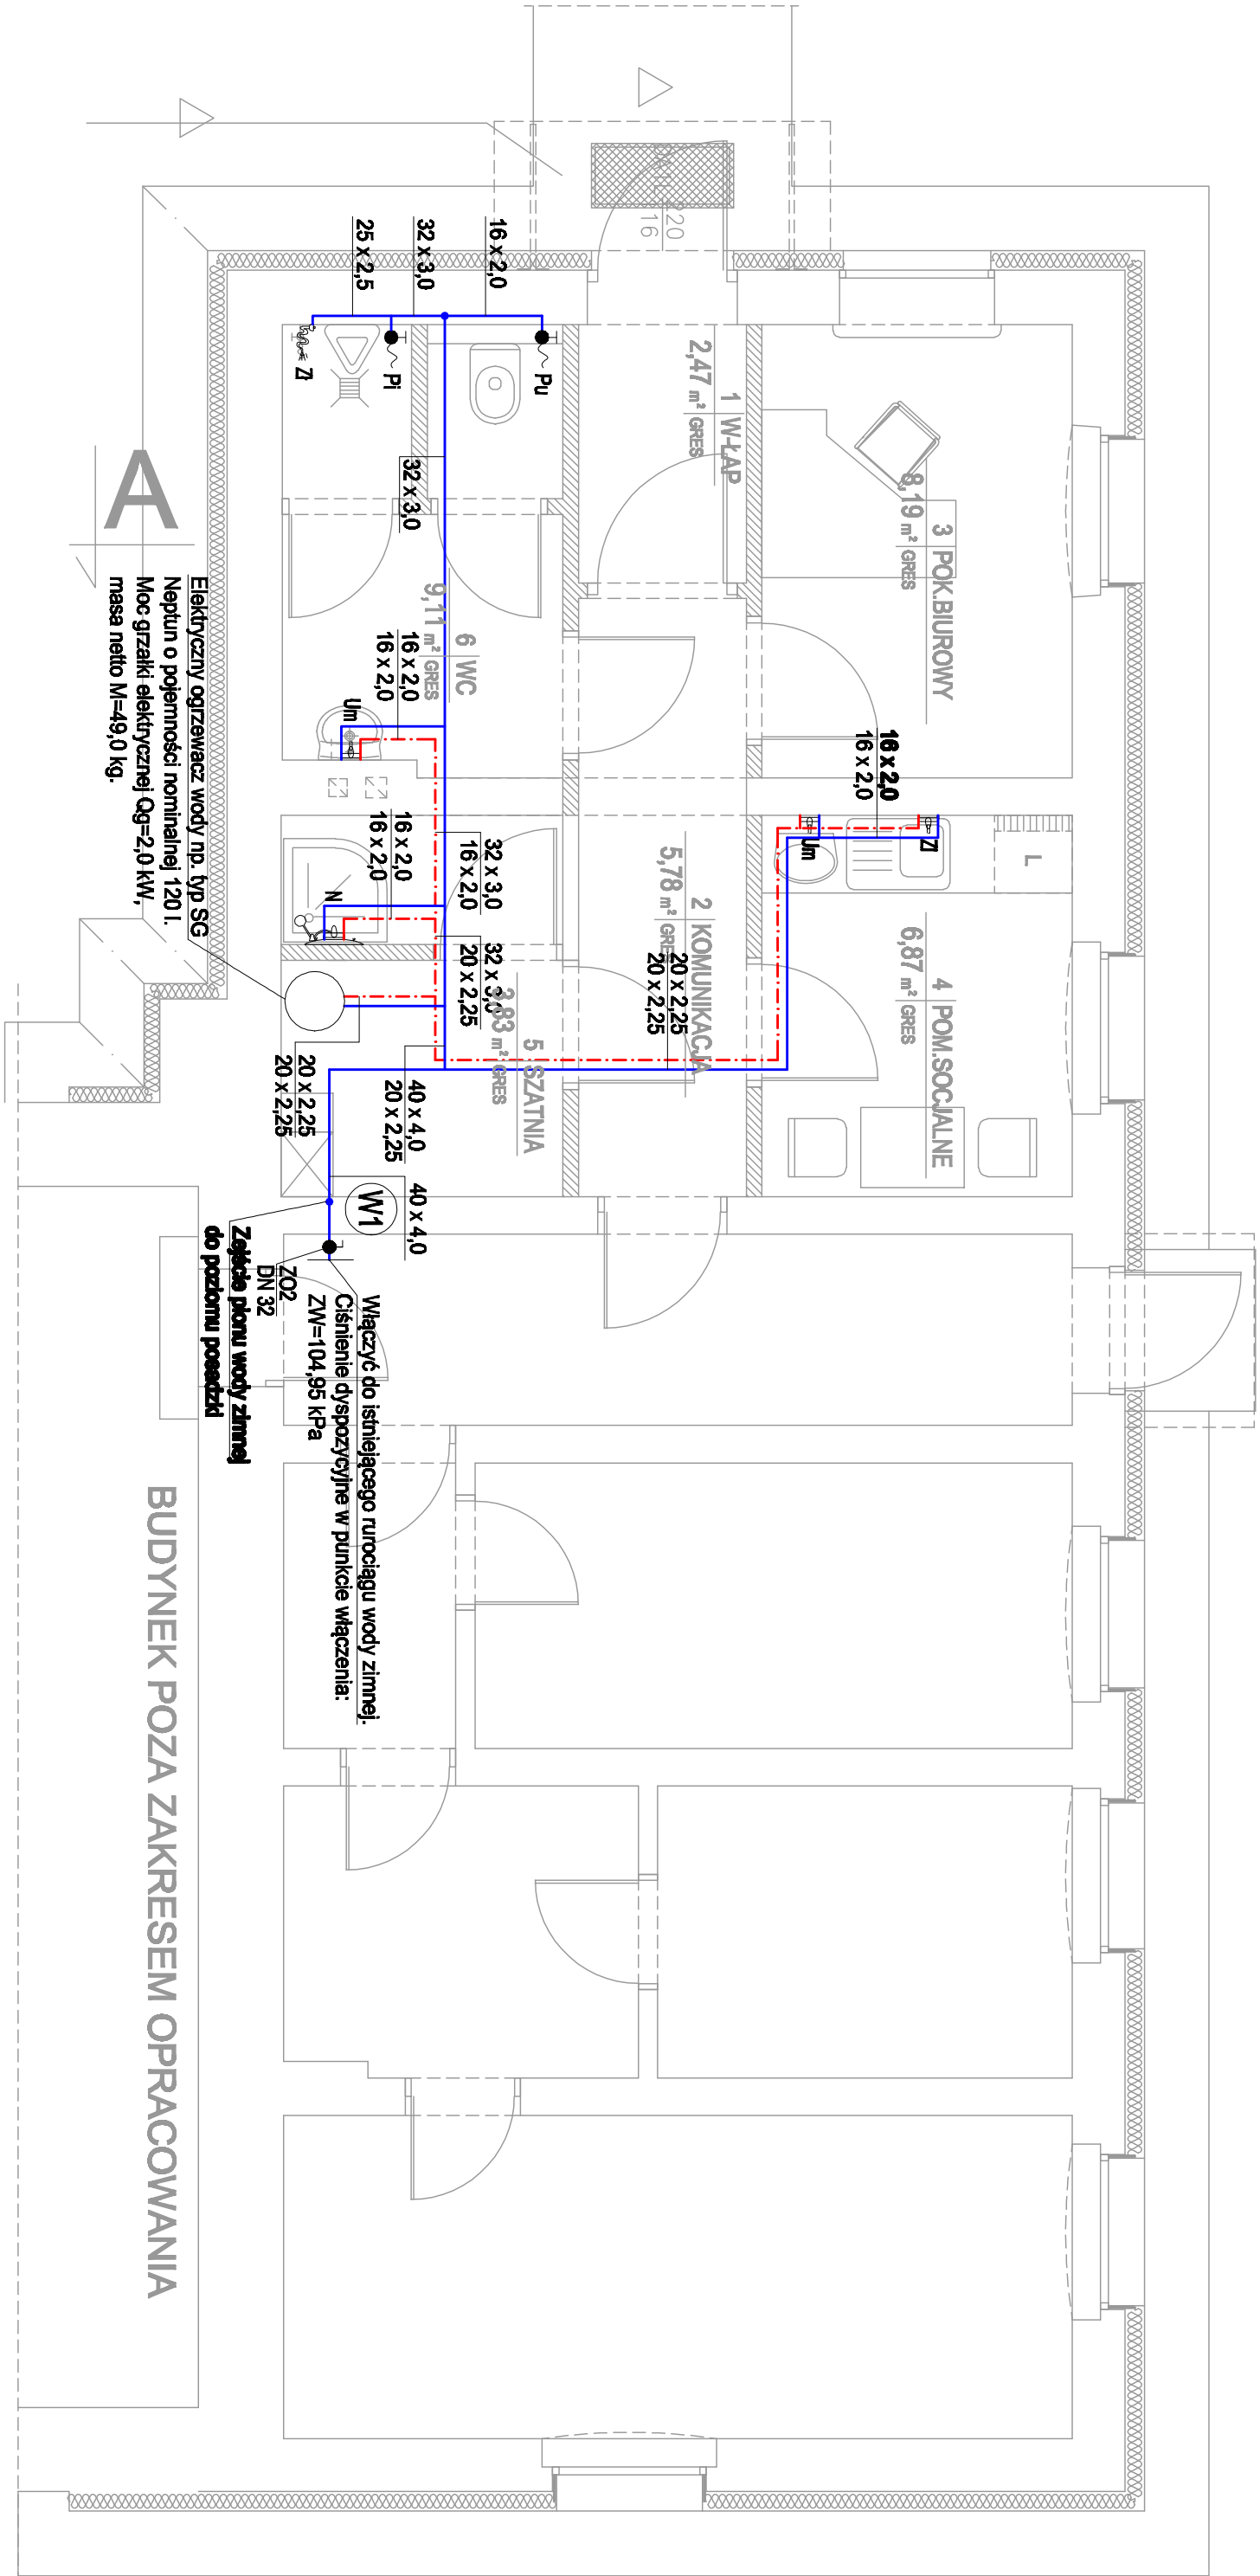 16 x 2,0
32 x 3,0
25 x 2,5
Pu
Pi
Zł
32 x 3,0
220
16
1 W-ŁAP
2,47 m² GRES
3 POK.BIUROWY
8,19 m² GRES
6 WC
9,11 m² GRES
16 x 2,0
16 x 2,0
Um
16 x 2,0
16 x 2,0
Zl
Um
L
4 POM.SOCJALNE
6,87 m² GRES
2 KOMUNIKACJA
5,78 m² GRES
20 x 2,25
20 x 2,25
32 x 3,0
16 x 2,0
16 x 2,0
16 x 2,0
N
32 x 3,0
20 x 2,25
5 SZATNIA
3,83 m² GRES
40 x 4,0
20 x 2,25
20 x 2,25
20 x 2,25
40 x 4,0
W1
A
Elektryczny ogrzewacz wody np. typ SG
Neptun o pojemności nominalnej 120 l.
Moc grzałki elektrycznej Qg=2,0 kW,
masa netto M=49,0 kg.
Włączyć do istniejącego rurociągu wody zimnej.
Ciśnienie dyspozycyjne w punkcie włączenia:
ZW=104,95 kPa
ZO2
DN 32
Zejście pionu wody zimnej
do poziomu posadzki
BUDYNEK POZA ZAKRESEM OPRACOWANIA